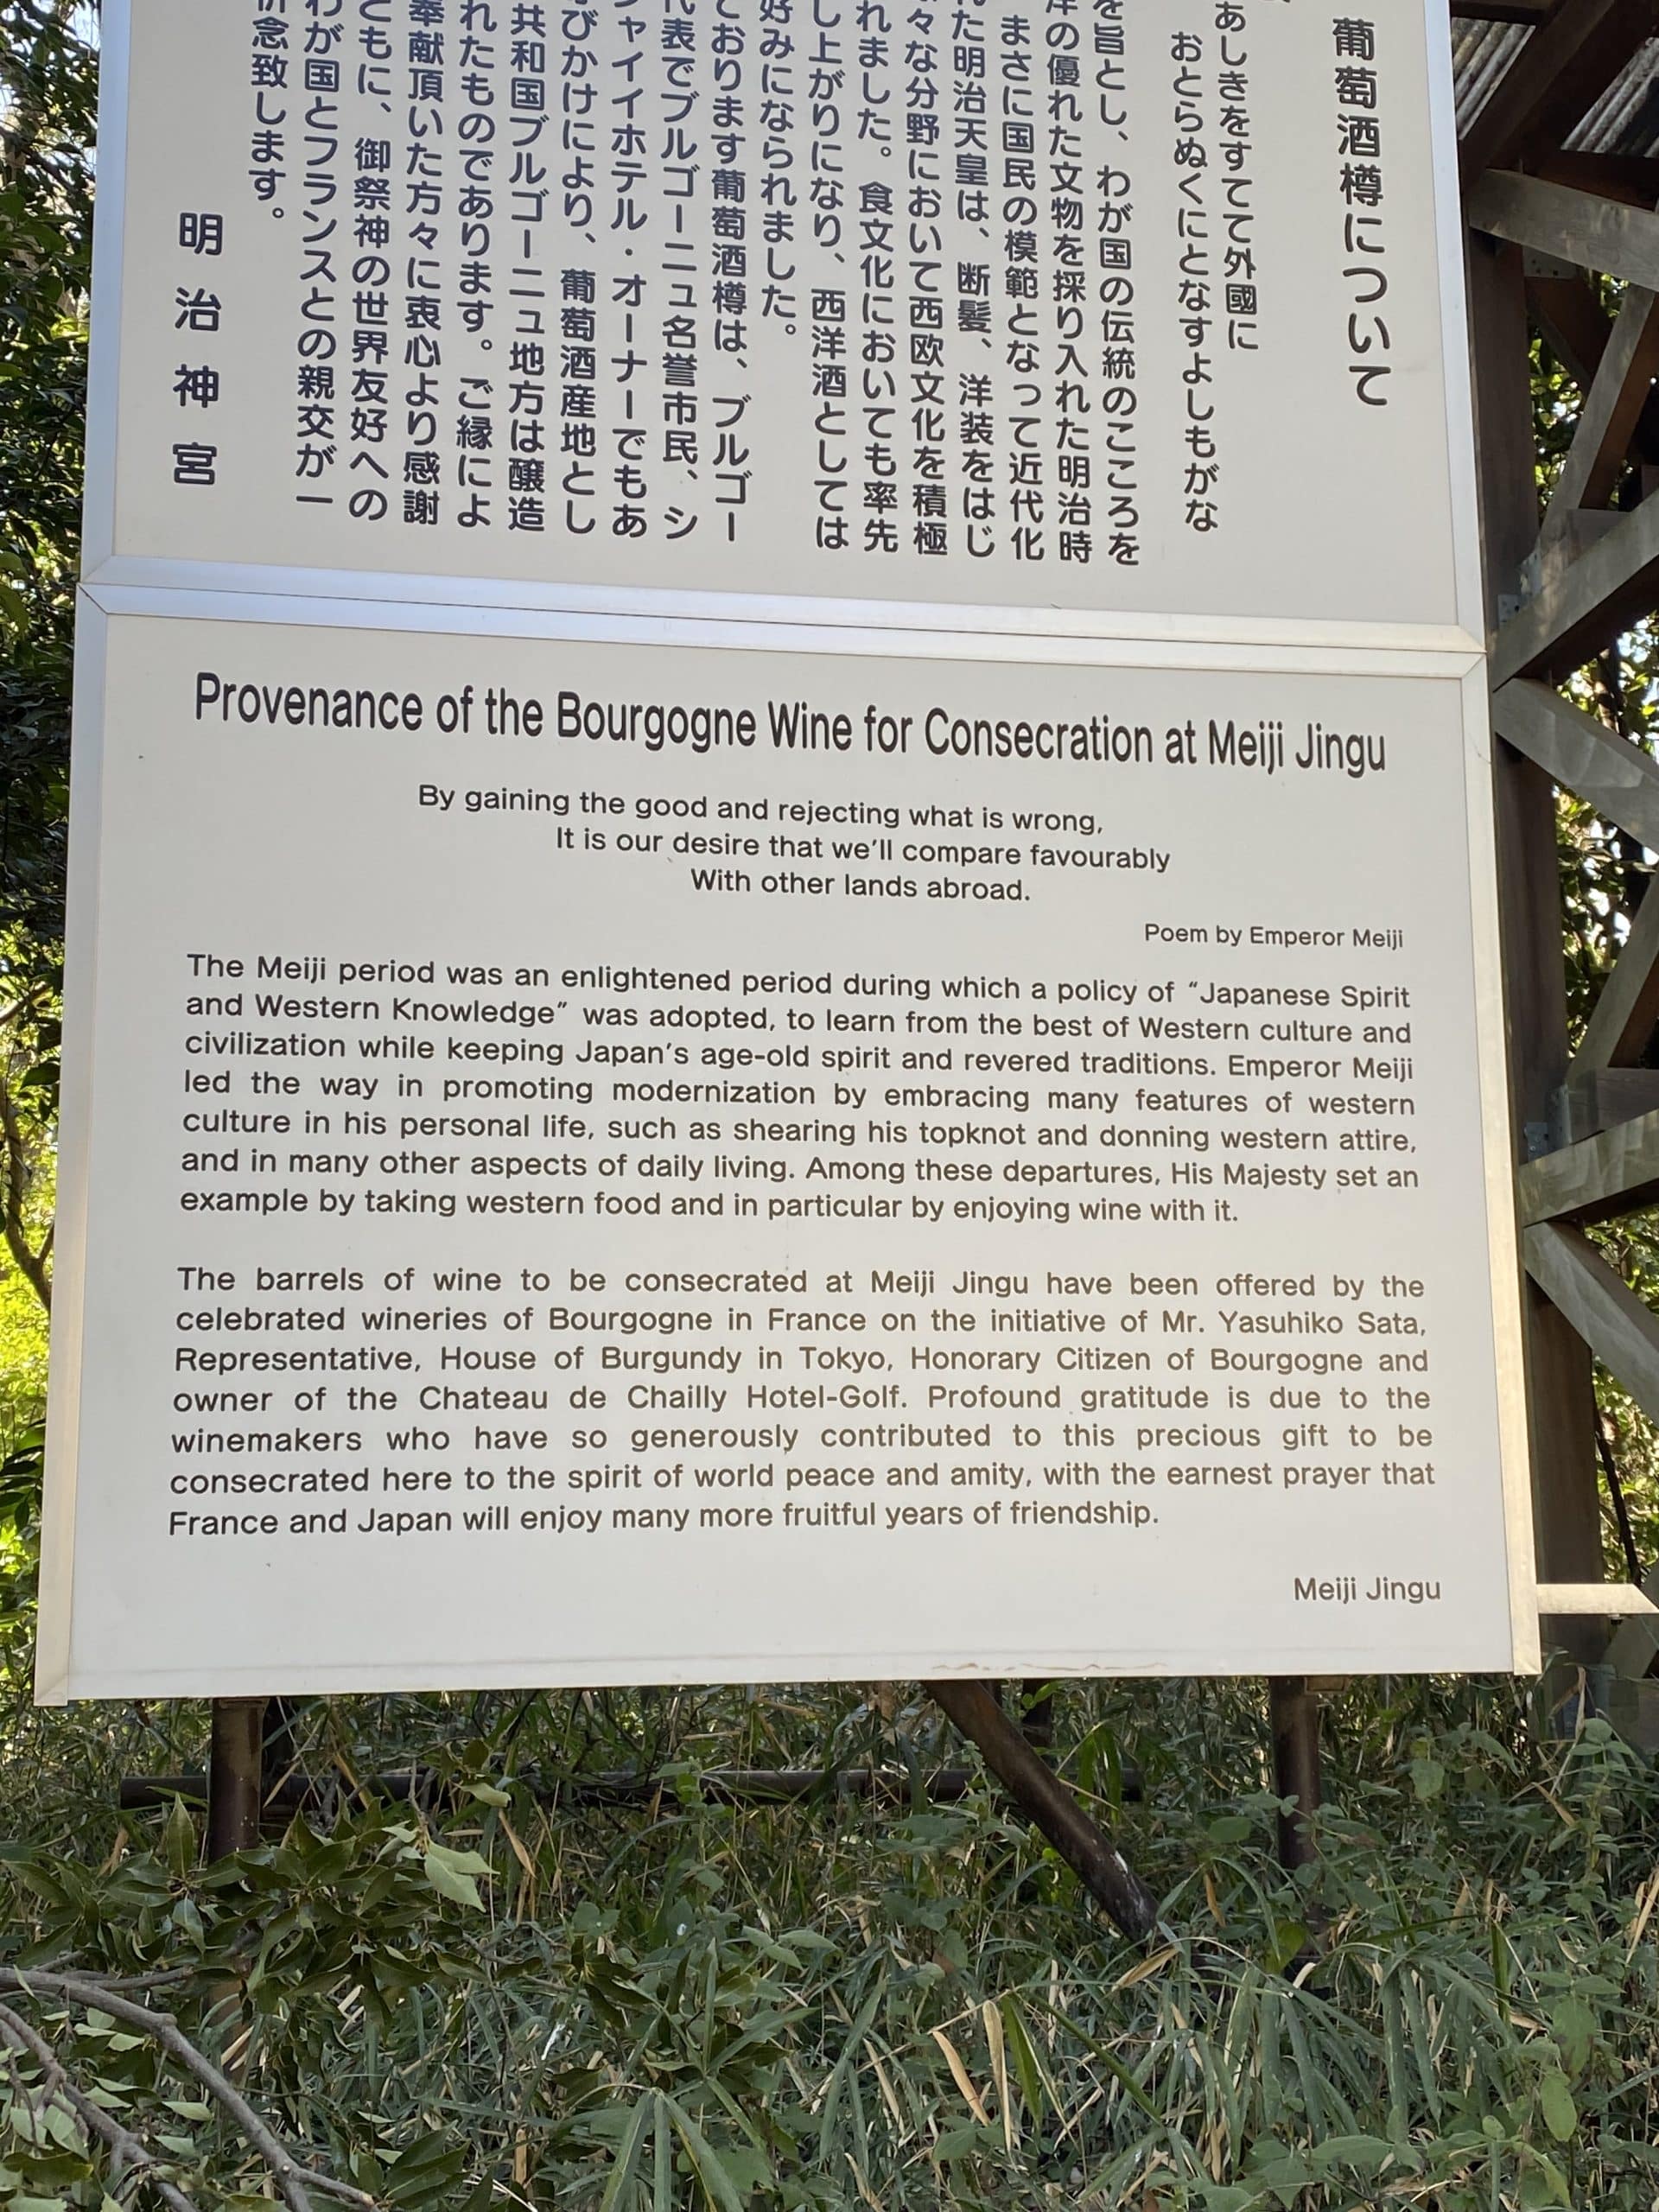 葡萄酒樽について
あしきをすてて外國に
おとらぬくにとなすよしもがな
を旨とし、わが国の伝統のこころを
洋の優れた文物を採り入れた明治時
まさに国民の模範となって近代化
れた明治天皇は、断髪、洋装をはじ
々な分野において西欧文化を積極
れました。食文化においても率先
し上がりになり、西洋酒としては
好みになられました。
ております葡萄酒樽は、ブルゴー
代表でブルゴーニュ名誉市民、シ
ャイイホテル・オーナーでもあ
びかけにより、葡萄酒産地とし
共和国ブルゴーニュ地方は醸造
れたものであります。ご縁によ
奉献頂いた方々に衷心より感謝
ともに、御祭神の世界友好への
わが国とフランスとの親交が一
祈念致します。
明治神宮
Provenance of the Bourgogne Wine for Consecration at Meiji Jingu
By gaining the good and rejecting what is wrong,
It is our desire that we'll compare favourably
With other lands abroad.
Poem by Emperor Meiji
The Meiji period was an enlightened period during which a policy of “Japanese Spirit
and Western Knowledge” was adopted, to learn from the best of Western culture and
civilization while keeping Japan's age-old spirit and revered traditions. Emperor Meiji
led the way in promoting modernization by embracing many features of western
culture in his personal life, such as shearing his topknot and donning western attire,
and in many other aspects of daily living. Among these departures, His Majesty set an
example by taking western food and in particular by enjoying wine with it.
The barrels of wine to be consecrated at Meiji Jingu have been offered by the
celebrated wineries of Bourgogne in France on the initiative of Mr. Yasuhiko Sata,
Representative, House of Burgundy in Tokyo, Honorary Citizen of Bourgogne and
owner of the Chateau de Chailly Hotel-Golf. Profound gratitude is due to the
winemakers who have so generously contributed to this precious gift to be
consecrated here to the spirit of world peace and amity, with the earnest prayer that
France and Japan will enjoy many more fruitful years of friendship.
Meiji Jingu